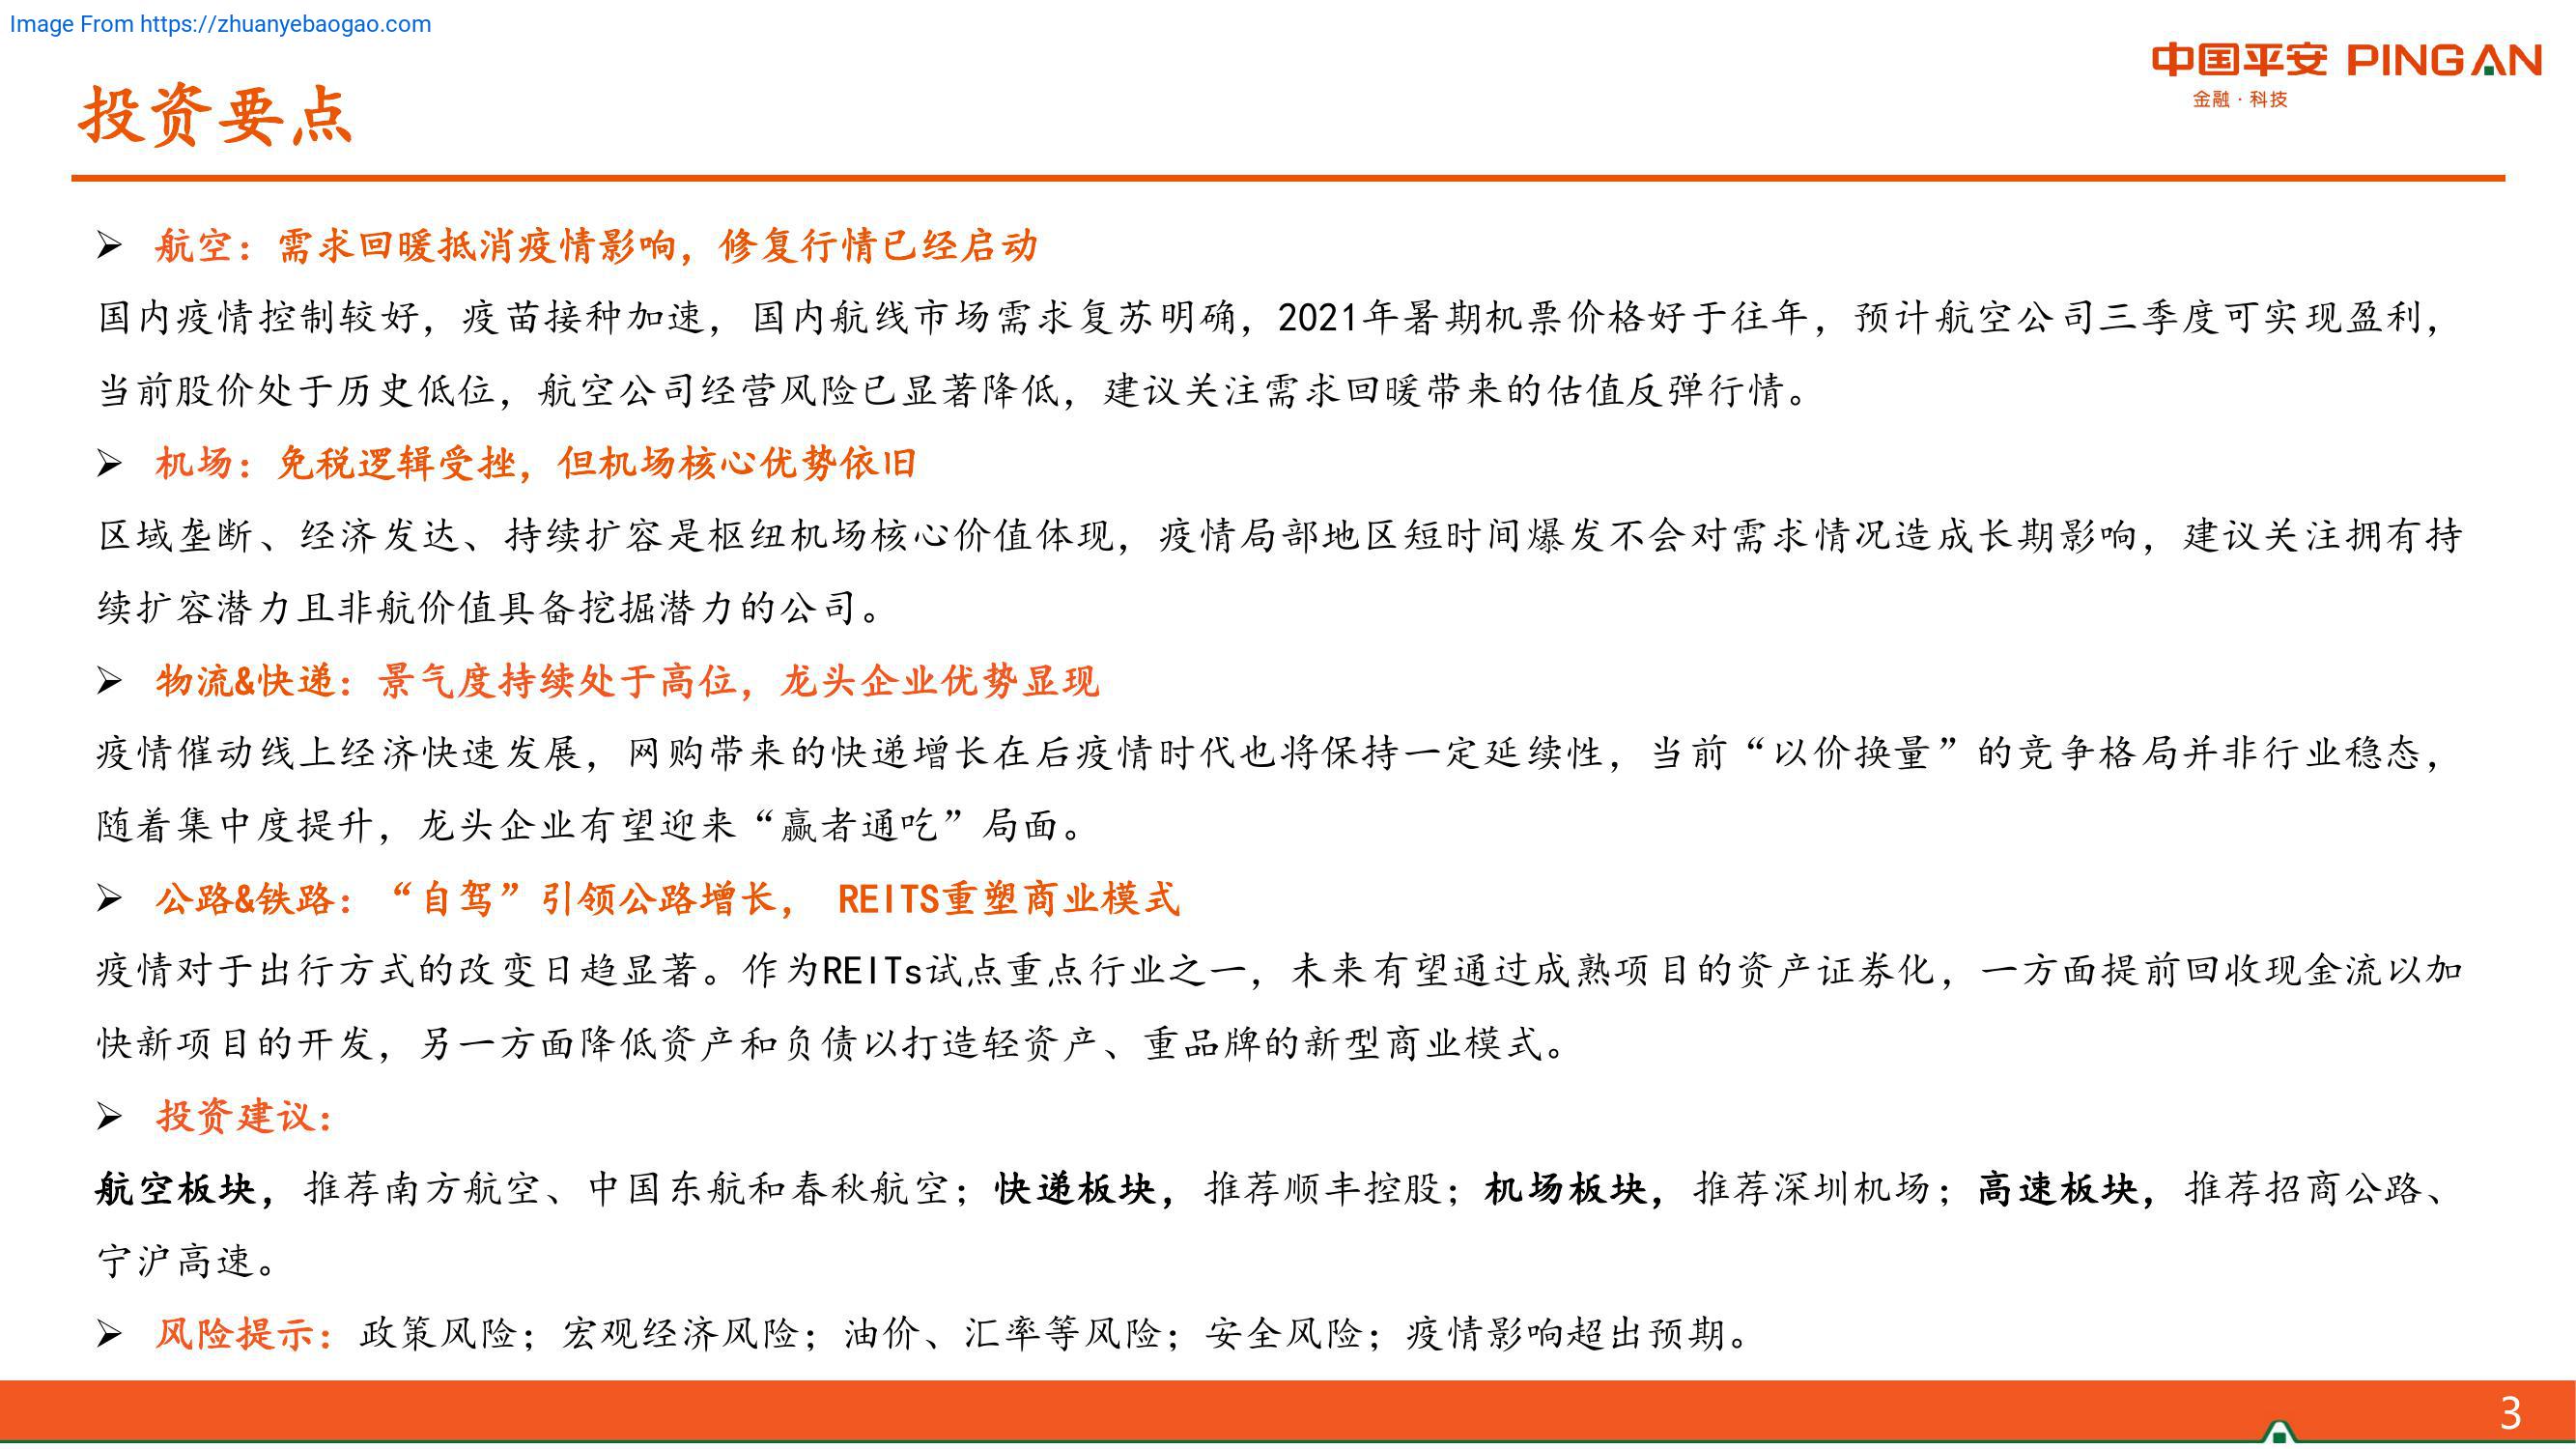 Image From https://zhuanyebaogao.com
中国平安 PINGAN
金融·科技
投资要点
➢ 航空：需求回暖抵消疫情影响，修复行情已经启动
国内疫情控制较好，疫苗接种加速，国内航线市场需求复苏明确，2021年暑期机票价格好于往年，预计航空公司三季度可实现盈利，
当前股价处于历史低位，航空公司经营风险已显著降低，建议关注需求回暖带来的估值反弹行情。
➢ 机场：免税逻辑受挫，但机场核心优势依旧
区域垄断、经济发达、持续扩容是枢纽机场核心价值体现，疫情局部地区短时间爆发不会对需求情况造成长期影响，建议关注拥有持
续扩容潜力且非航价值具备挖掘潜力的公司。
➢ 物流&快递：景气度持续处于高位，龙头企业优势显现
疫情催动线上经济快速发展，网购带来的快递增长在后疫情时代也将保持一定延续性，当前“以价换量”的竞争格局并非行业稳态，
随着集中度提升，龙头企业有望迎来“赢者通吃”局面。
➢ 公路&铁路：“自驾”引领公路增长， REITS重塑商业模式
疫情对于出行方式的改变日趋显著。作为REITs试点重点行业之一，未来有望通过成熟项目的资产证券化，一方面提前回收现金流以加
快新项目的开发，另一方面降低资产和负债以打造轻资产、重品牌的新型商业模式。
➢ 投资建议：
航空板块，推荐南方航空、中国东航和春秋航空；快递板块，推荐顺丰控股；机场板块，推荐深圳机场；高速板块，推荐招商公路、
宁沪高速。
➢ 风险提示：政策风险；宏观经济风险；油价、汇率等风险；安全风险；疫情影响超出预期。
3